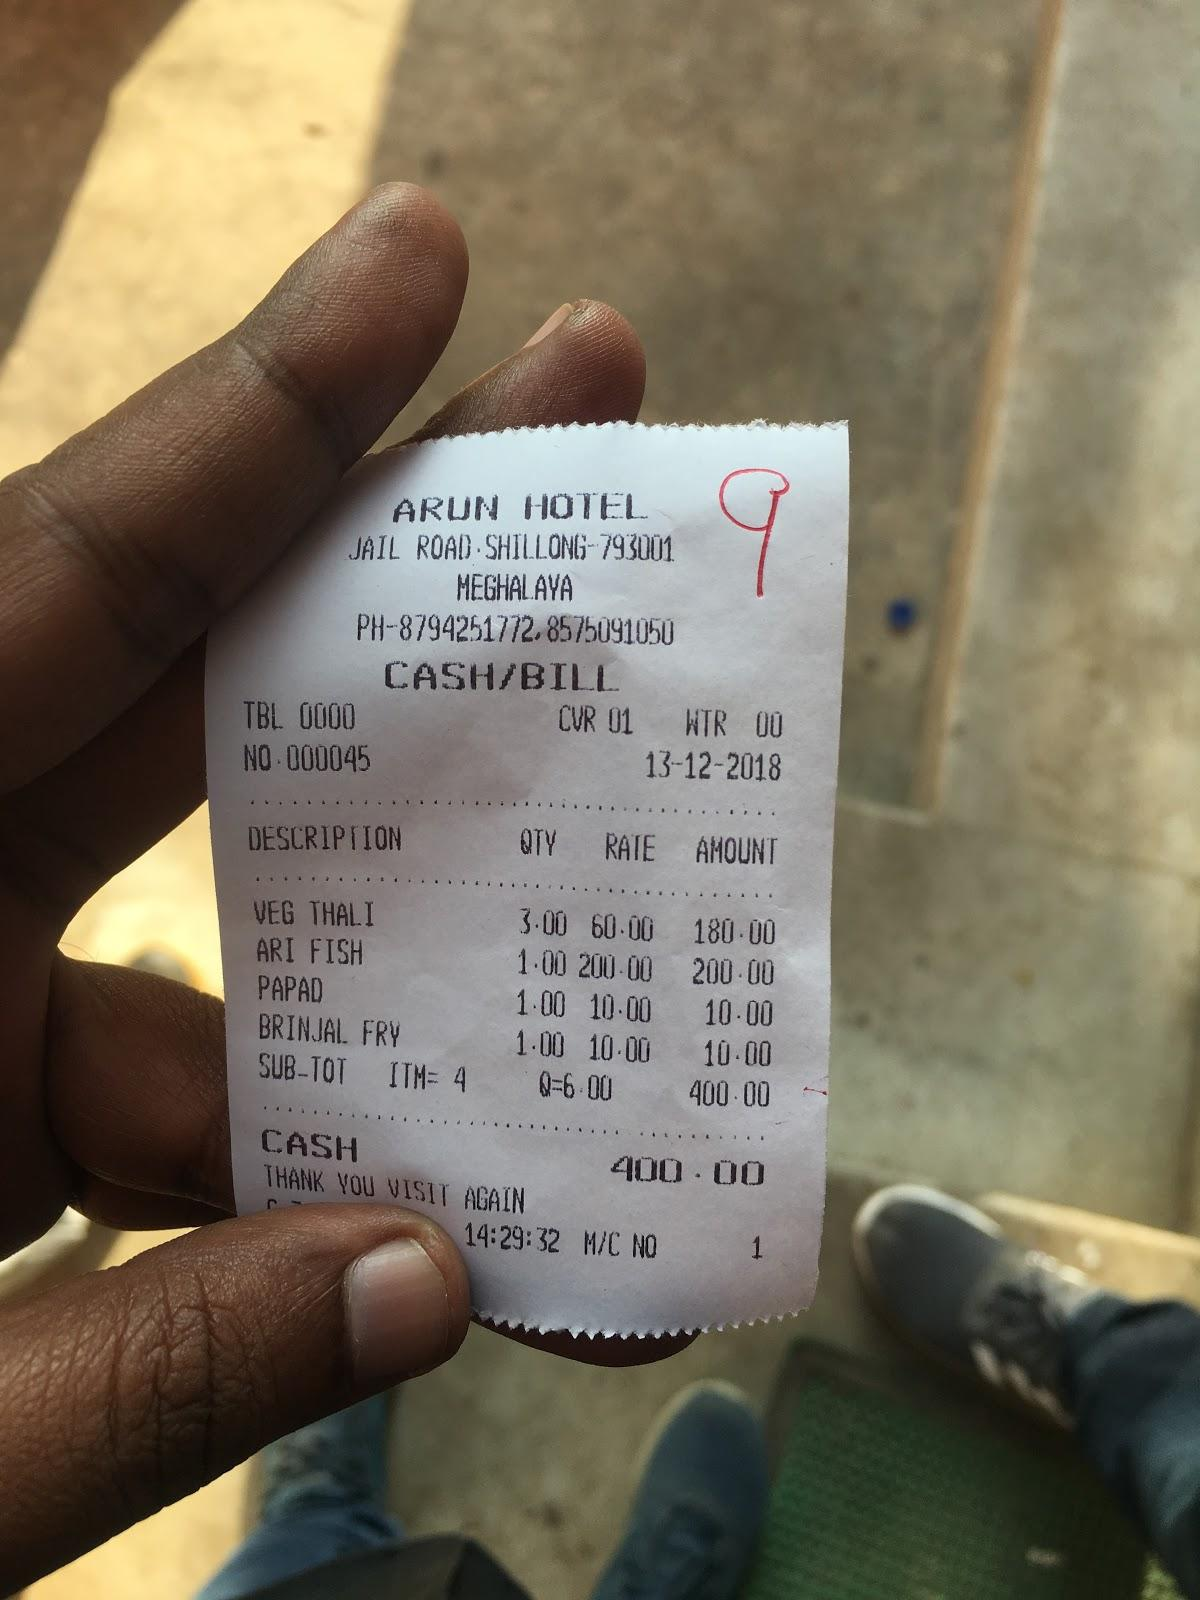 9
ARUN HOTEL
JAIL ROAD.SHILLONG-793001
MEGHALAYA
PH-8794251772,8575091050
CASH/BILL
TBL 0000 CVR 01 WTR 00
NO.000045 13-12-2018
DESCRIPTION QTY RATE AMOUNT
VEG THALI 3.00 60.00 180.00
ARI FISH 1.00 200.00 200.00
PAPAD 1.00 10.00 10.00
BRINJAL FRY 1.00 10.00 10.00
SUB-TOT ITM= 4 Q=6.00 400.00
CASH 400.00
THANK YOU VISIT AGAIN
14:29:32 M/C NO 1